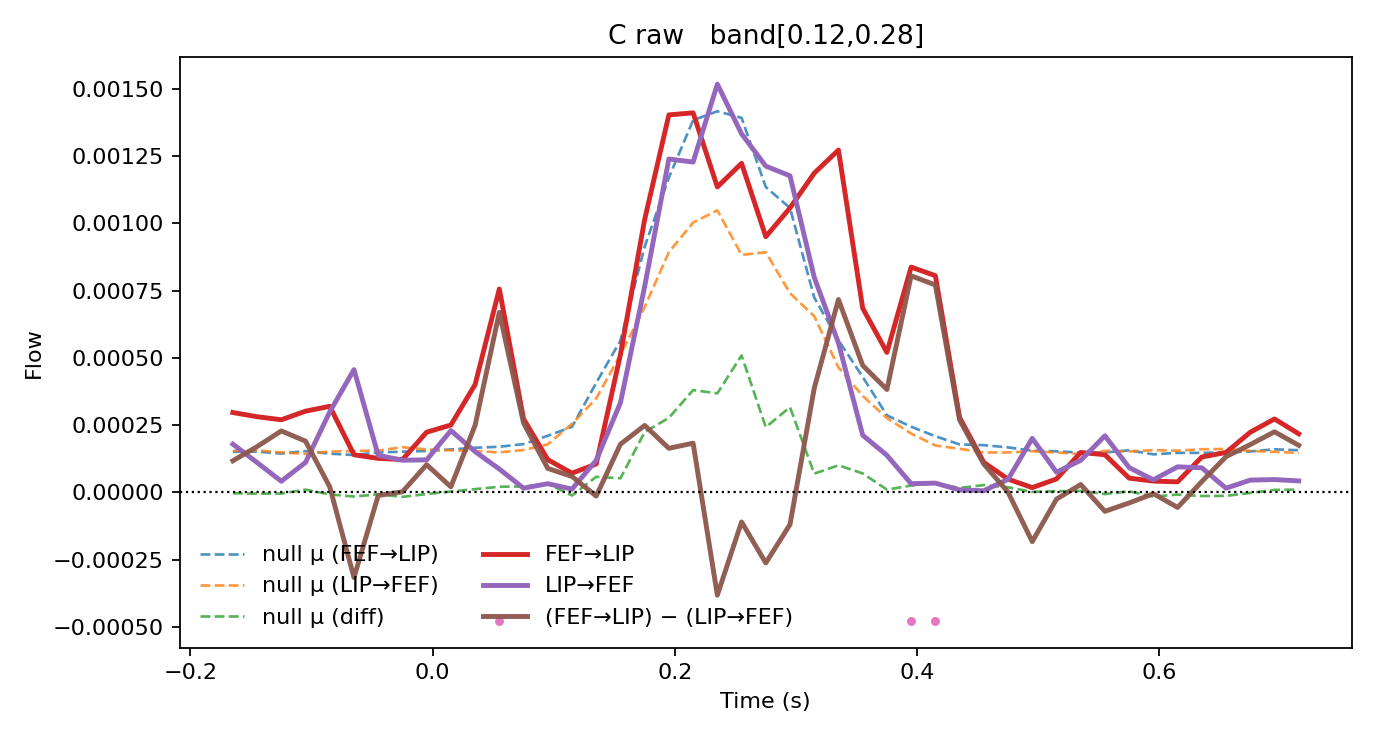 C raw band[0.12,0.28]
0.00150
0.00125
0.00100
0.00075
0.00050
0.00025
0.00000
−0.00025
−0.00050
Flow
null μ (FEF→LIP)
null μ (LIP→FEF)
null μ (diff)
FEF→LIP
LIP→FEF
(FEF→LIP) − (LIP→FEF)
−0.2 0.0 0.2 0.4 0.6
Time (s)